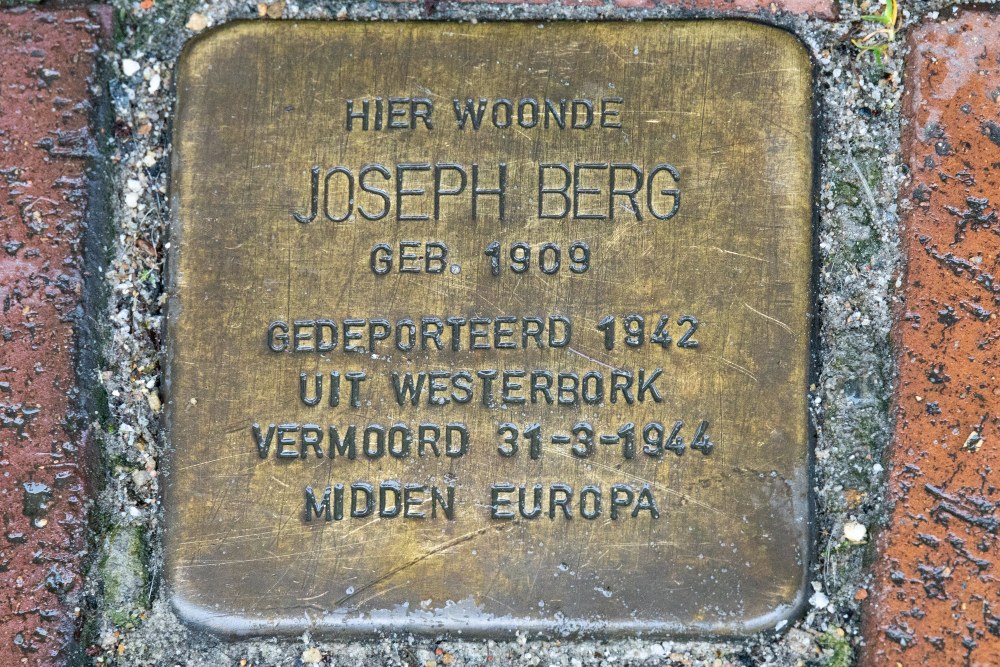 HIER WOONDE
JOSEPH BERG
GEB. 1909
GEDEPORTEERD 1942
UIT WESTERBORK
VERMOORD 31-3-1944
MIDDEN EUROPA